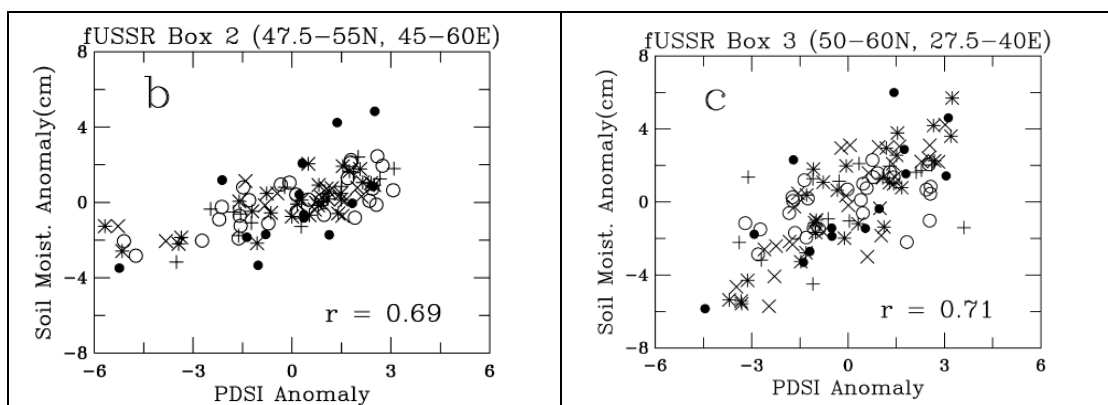 fUSSR Box 2 (47.5–55N, 45–60E)
8
4
0
-4
-8
Soil Moist. Anomaly(cm)
b
r = 0.69
-6
-3
0
3
6
PDSI Anomaly
fUSSR Box 3 (50–60N, 27.5–40E)
8
4
0
-4
-8
Soil Moist. Anomaly(cm)
c
r = 0.71
-6
-3
0
3
6
PDSI Anomaly